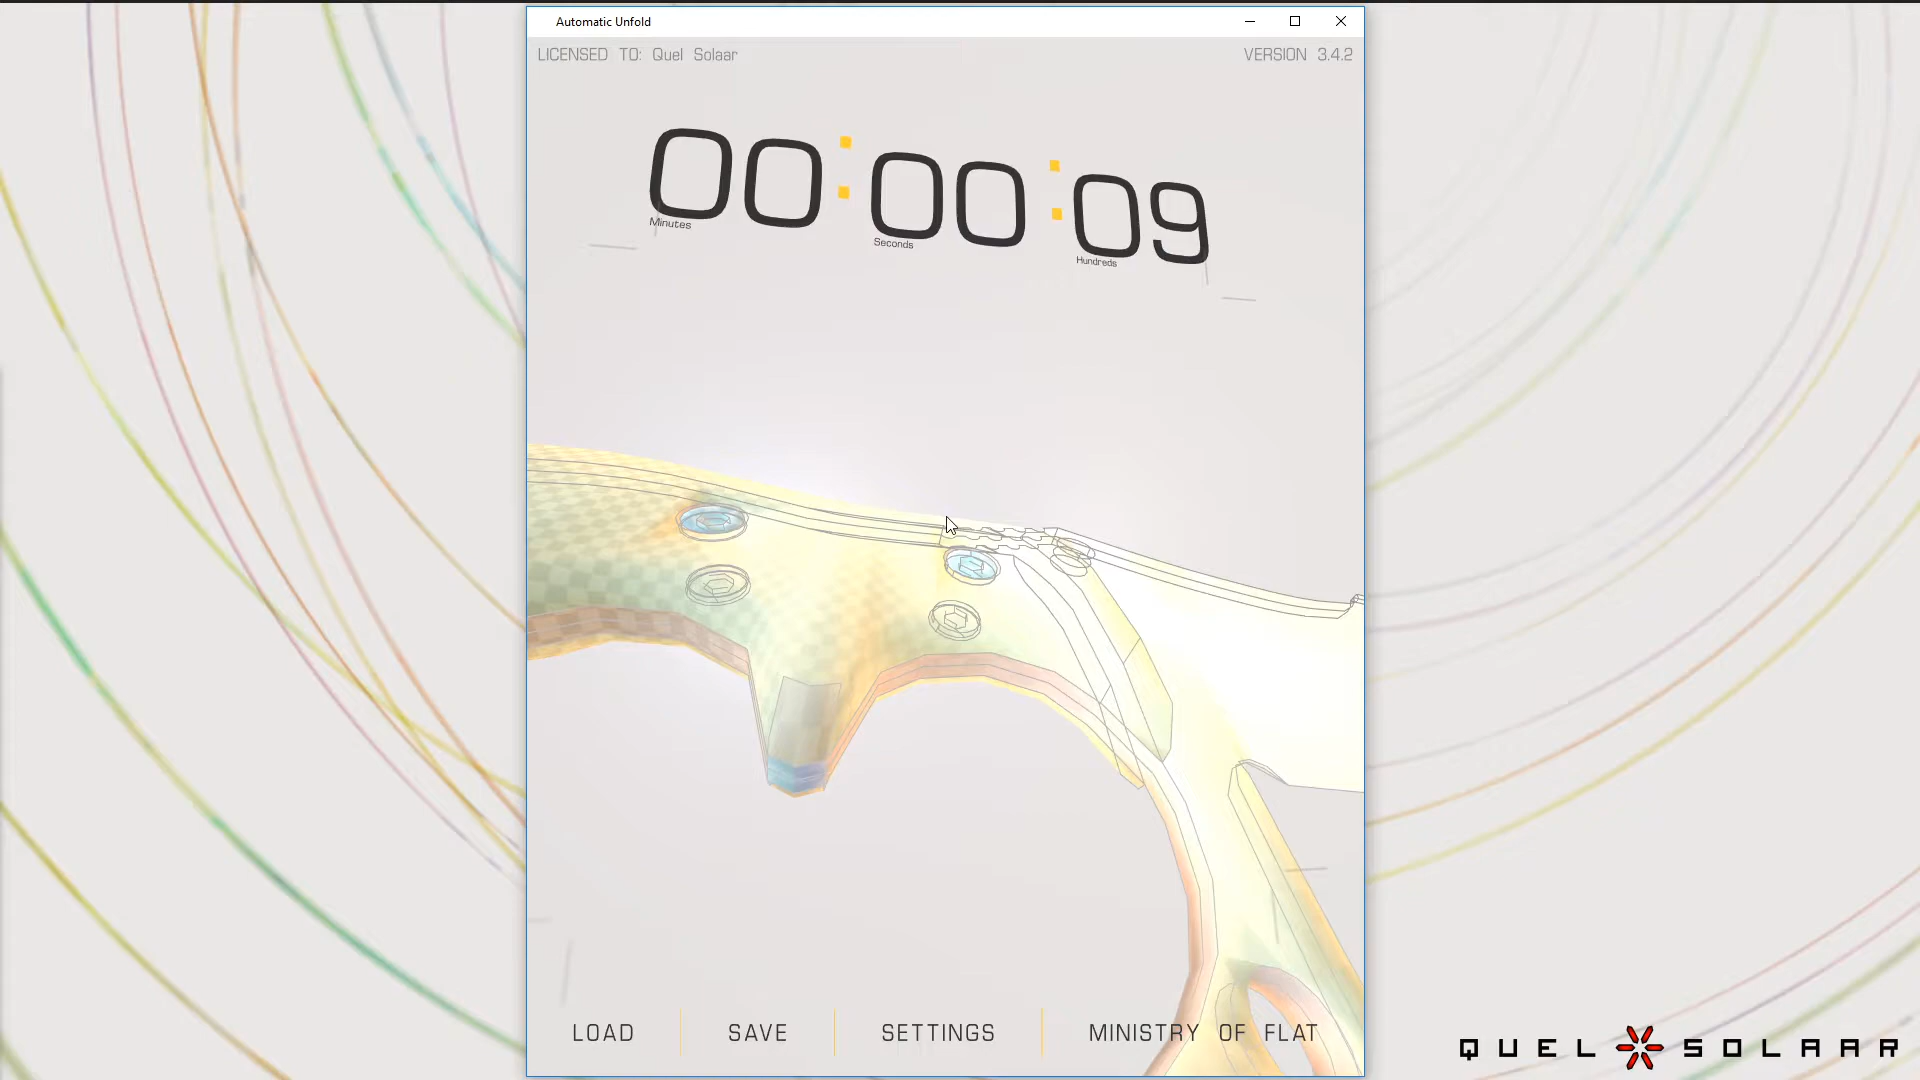 Automatic Unfold
LICENSED TO: Quel Solaar
VERSION 3.4.2
00:00:09
Minutes
Seconds
Hundreds
LOAD
SAVE
SETTINGS
MINISTRY OF FLAT
QUEL SOLAAR